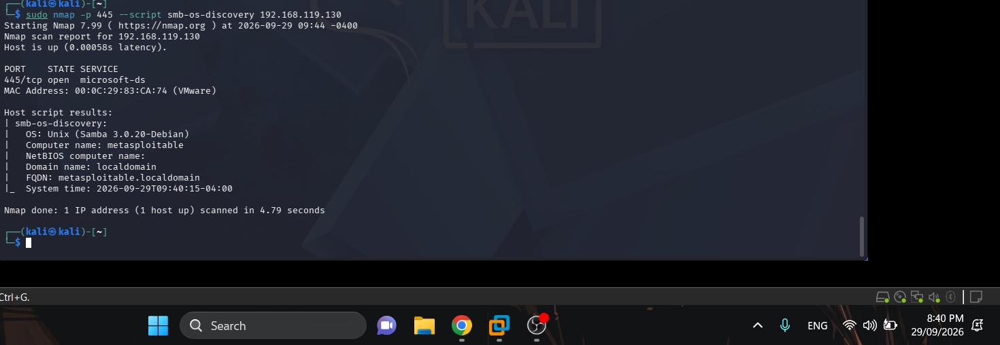 ┌──(kali㉿kali)-[~]
└─$ sudo nmap -p 445 --script smb-os-discovery 192.168.119.130
Starting Nmap 7.99 ( https://nmap.org ) at 2026-09-29 09:44 -0400
Nmap scan report for 192.168.119.130
Host is up (0.00058s latency).
PORT    STATE SERVICE
445/tcp open  microsoft-ds
MAC Address: 00:0C:29:83:CA:74 (VMware)
Host script results:
| smb-os-discovery:
|   OS: Unix (Samba 3.0.20-Debian)
|   Computer name: metasploitable
|   NetBIOS computer name:
|   Domain name: localdomain
|   FQDN: metasploitable.localdomain
|_  System time: 2026-09-29T09:40:15-04:00
Nmap done: 1 IP address (1 host up) scanned in 4.79 seconds
┌──(kali㉿kali)-[~]
└─$
KALI
Ctrl+G.
Search
ENG
8:40 PM
29/09/2026